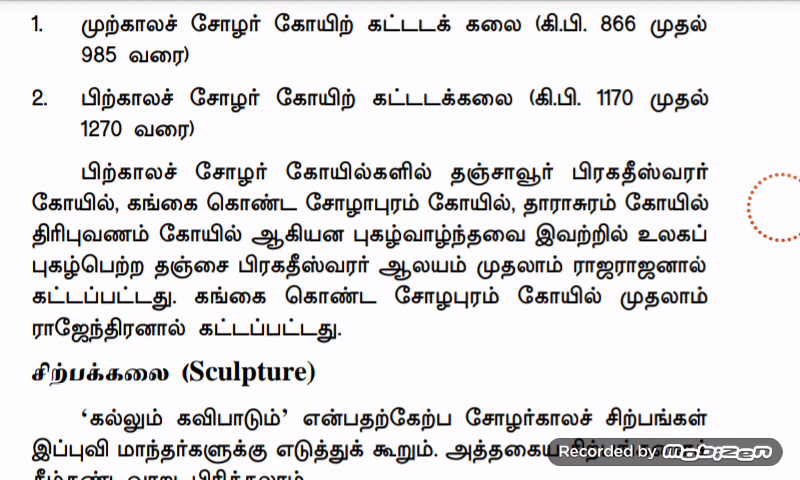 1. முற்காலச் சோழர் கோயிற் கட்டடக் கலை (கி.பி. 866 முதல்
985 வரை)
2. பிற்காலச் சோழர் கோயிற் கட்டடக்கலை (கி.பி. 1170 முதல்
1270 வரை)
பிற்காலச் சோழர் கோயில்களில் தஞ்சாவூர் பிரகதீஸ்வரர்
கோயில், கங்கை கொண்ட சோழாபுரம் கோயில், தாராசுரம் கோயில்
திரிபுவணம் கோயில் ஆகியன புகழ்வாழ்ந்தவை இவற்றில் உலகப்
புகழ்பெற்ற தஞ்சை பிரகதீஸ்வரர் ஆலயம் முதலாம் ராஜராஜனால்
கட்டப்பட்டது. கங்கை கொண்ட சோழபுரம் கோயில் முதலாம்
ராஜேந்திரனால் கட்டப்பட்டது.
சிற்பக்கலை (Sculpture)
‘கல்லும் கவிபாடும்’ என்பதற்கேற்ப சோழர்காலச் சிற்பங்கள்
இப்புவி மாந்தர்களுக்கு எடுத்துக் கூறும். அத்தகைய
Recorded by mobizen